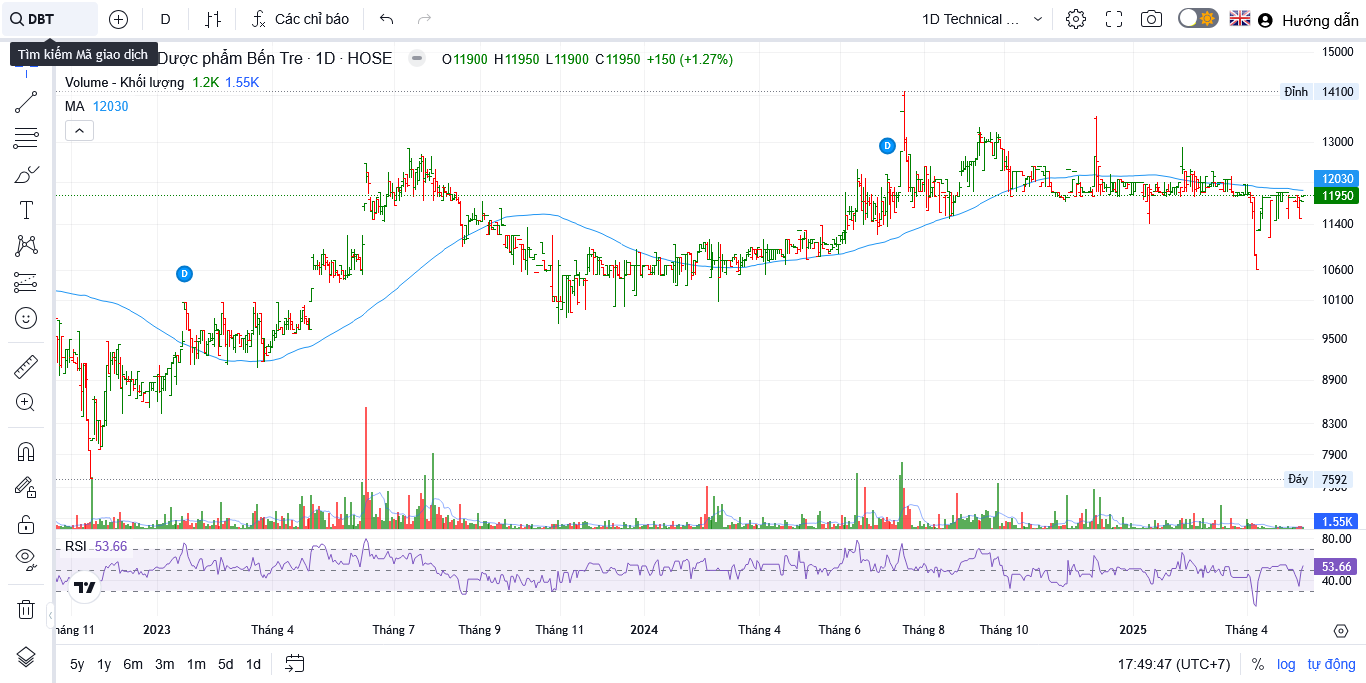 DBT
D
Các chỉ báo
1D Technical ...
Hướng dẫn
Tìm kiếm Mã giao dịch
Dược phẩm Bến Tre · 1D · HOSE
O11900 H11950 L11900 C11950 +150 (+1.27%)
Volume - Khối lượng 1.2K 1.55K
MA 12030
15000
Đỉnh 14100
13000
12030
11950
11400
10600
10100
9500
8900
8300
7900
Đáy 7592
1.55K
D
D
RSI 53.66
80.00
53.66
40.00
háng 11 2023 Tháng 4 Tháng 7 Tháng 9 Tháng 11 2024 Tháng 4 Tháng 6 Tháng 8 Tháng 10 2025 Tháng 4
5y 1y 6m 3m 1m 5d 1d
17:49:47 (UTC+7) % log tự động